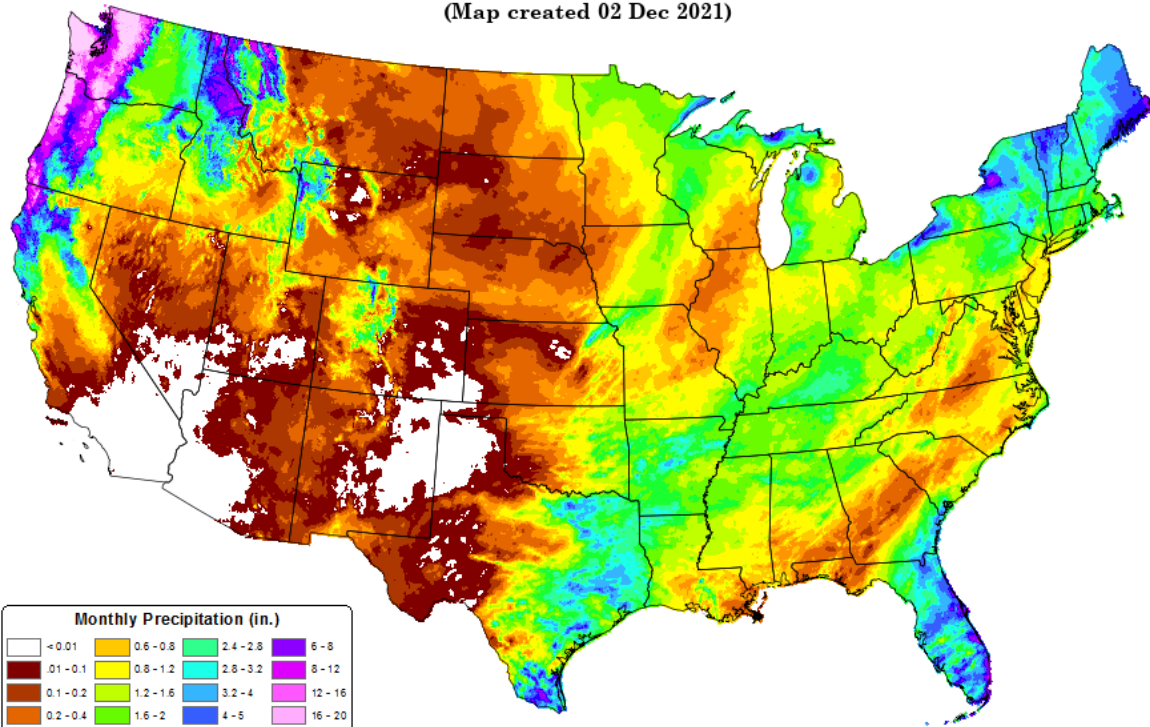 (Map created 02 Dec 2021)
Monthly Precipitation (in.)
< 0.01 0.6 - 0.8 2.4 - 2.8 6 - 8
.01 - 0.1 0.8 - 1.2 2.8 - 3.2 8 - 12
0.1 - 0.2 1.2 - 1.6 3.2 - 4 12 - 16
0.2 - 0.4 1.6 - 2 4 - 5 16 - 20